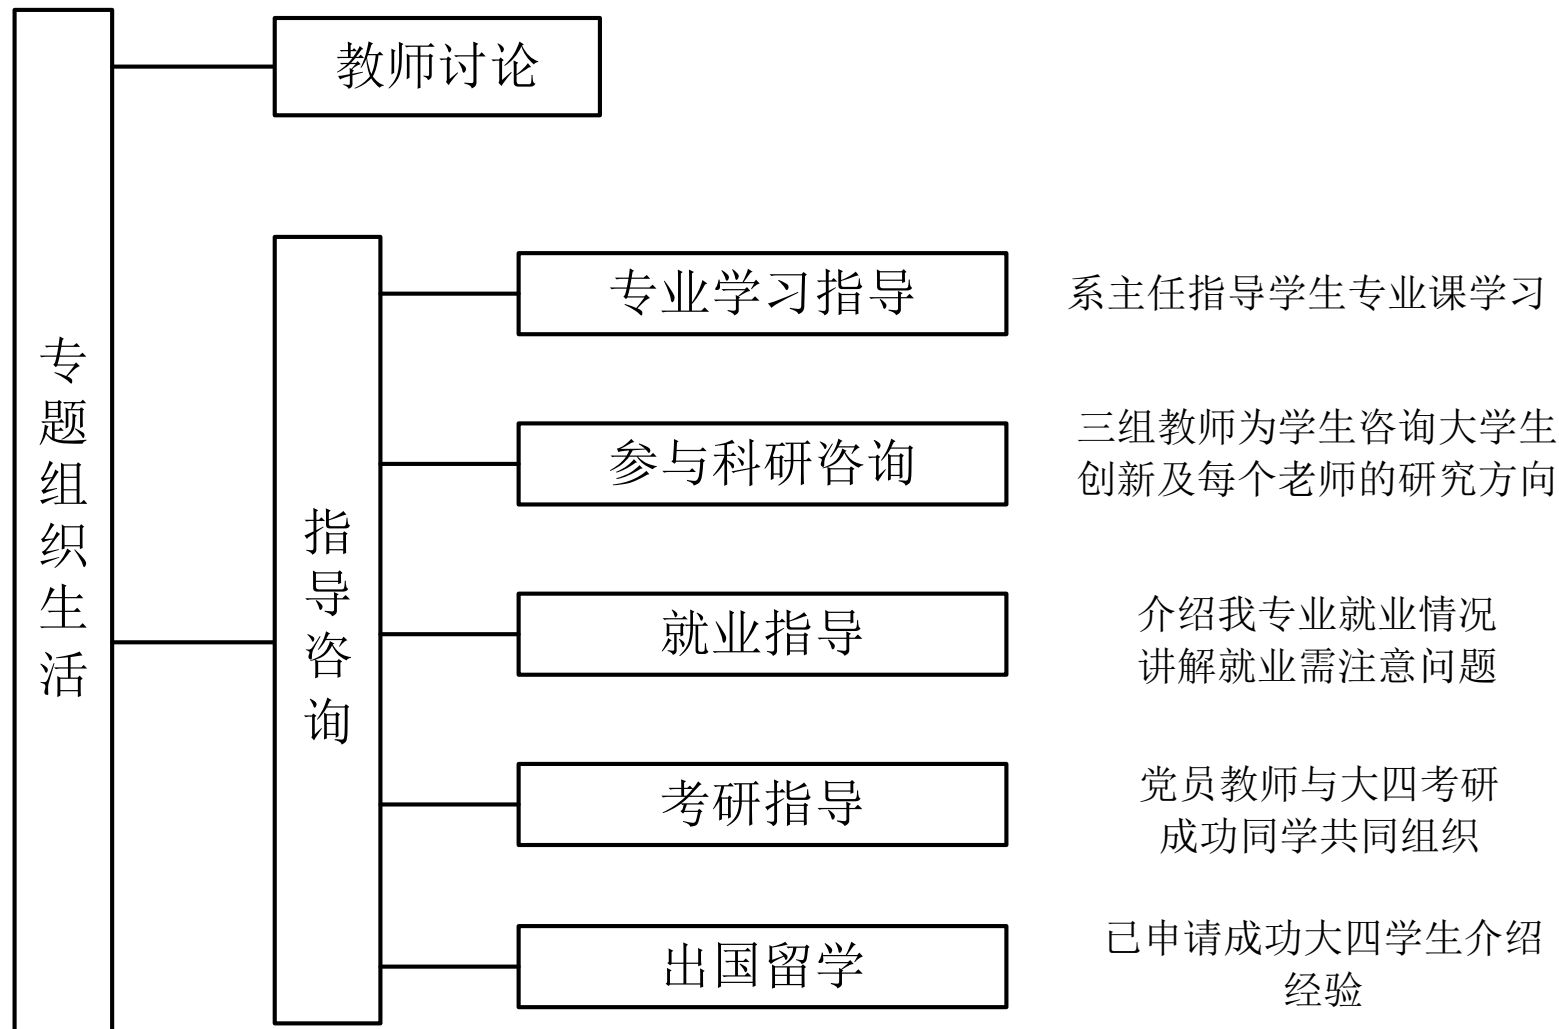 专题组织生活
教师讨论
指导咨询
专业学习指导
系主任指导学生专业课学习
参与科研咨询
三组教师为学生咨询大学生
创新及每个老师的研究方向
就业指导
介绍我专业就业情况
讲解就业需注意问题
考研指导
党员教师与大四考研
成功同学共同组织
出国留学
已申请成功大四学生介绍
经验